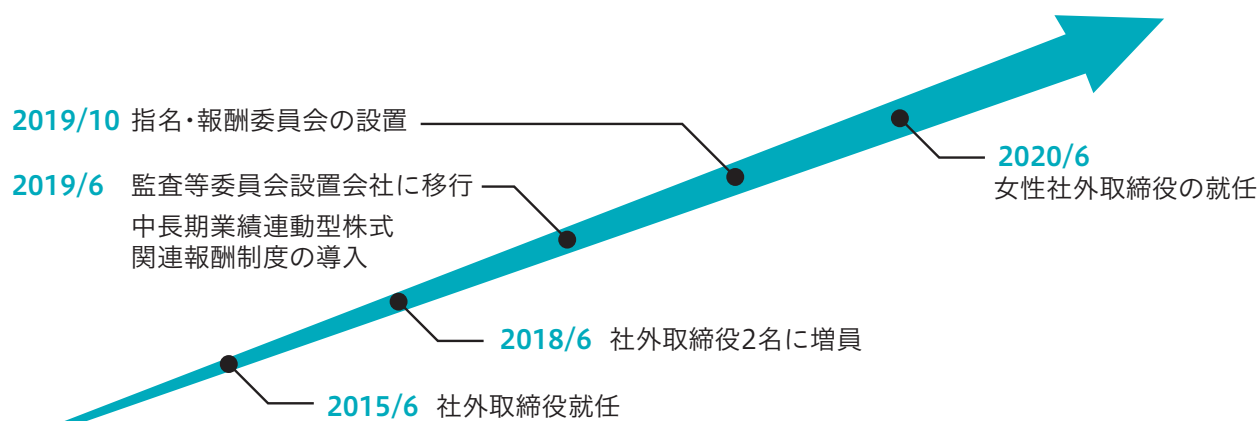 2019/10 指名・報酬委員会の設置
2019/6 監査等委員会設置会社に移行
中長期業績連動型株式
関連報酬制度の導入
2020/6
女性社外取締役の就任
2018/6 社外取締役2名に増員
2015/6 社外取締役就任